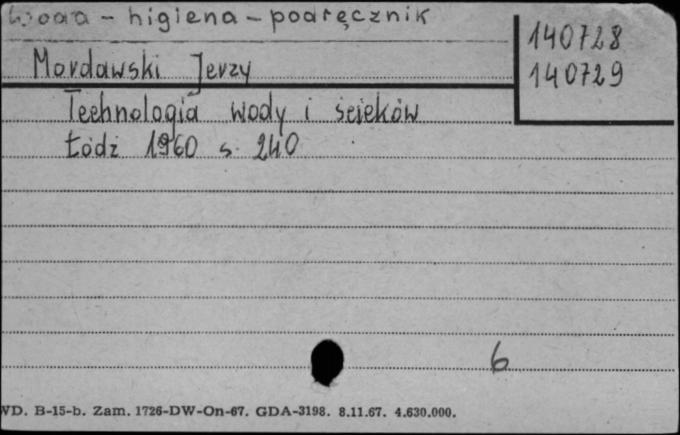 Woda - higiena - podręcznik
140728
Mordawski Jerzy
140729
Technologia wody i ścieków
Łódź 1960 s. 240
6
WD. B-15-b. Zam. 1726-DW-On-67. GDA-3198. 8.11.67. 4.630.000.